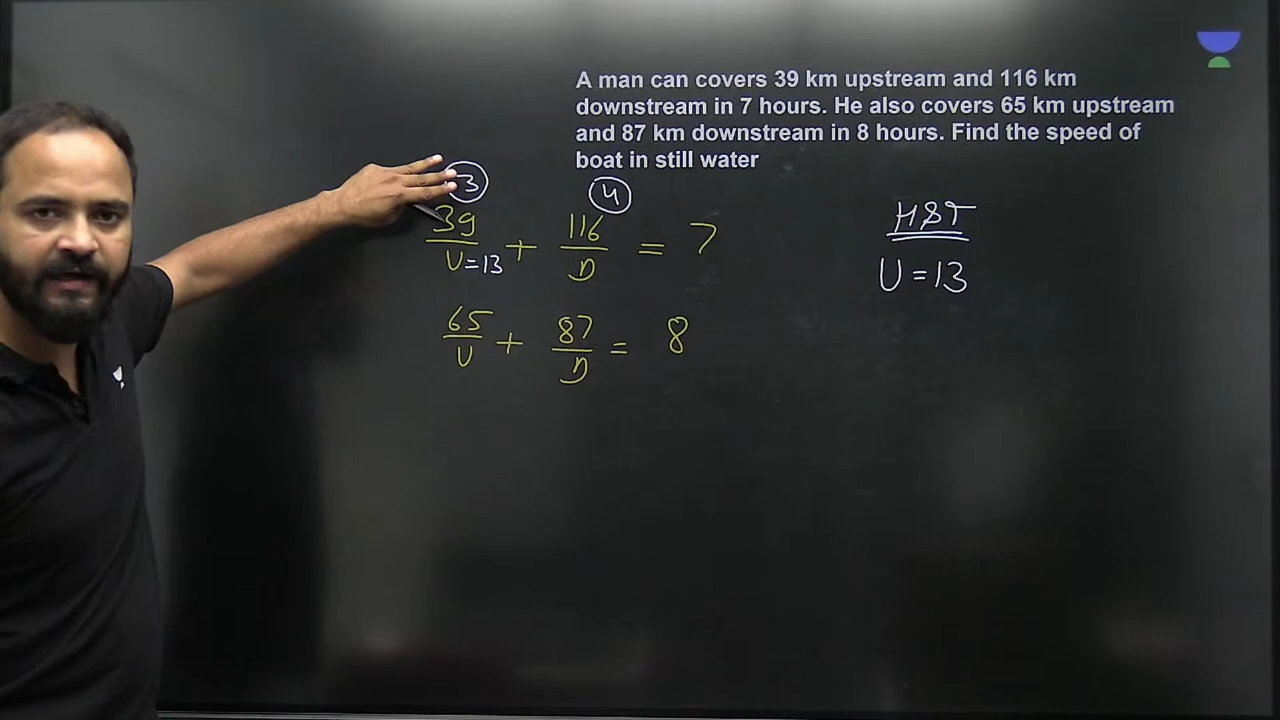 A man can covers 39 km upstream and 116 km
downstream in 7 hours. He also covers 65 km upstream
and 87 km downstream in 8 hours. Find the speed of
boat in still water
3 4
39/U=13 + 116/D = 7
65/U + 87/D = 8
HST
U=13